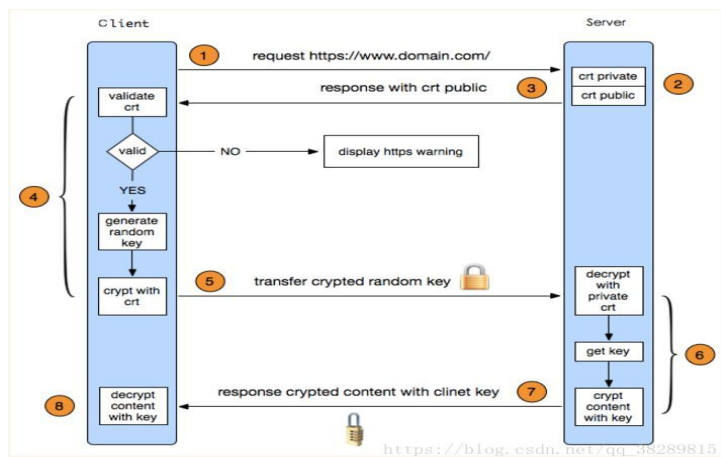 Client
Server
1
request https://www.domain.com/
crt private
2
response with crt public
3
crt public
validate
crt
valid
NO
display https warning
4
YES
generate
random
key
5
transfer crypted random key
decrypt
with
private
crt
crypt with
crt
get key
6
8
decrypt
content
with key
response crypted content with clinet key
7
crypt
content
with key
https://blog.csdn.net/qq_38289815